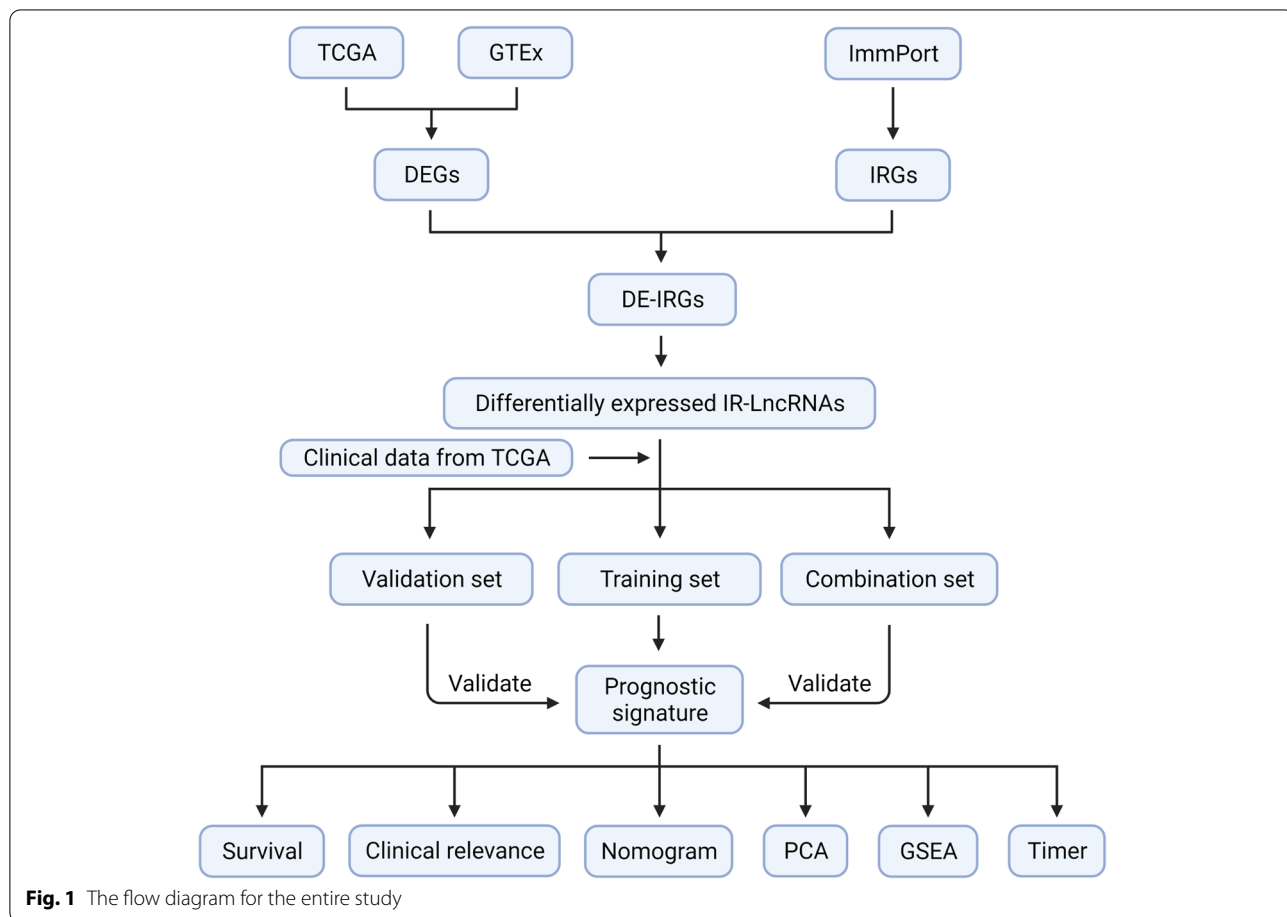 TCGA
GTEx
ImmPort
DEGs
IRGs
DE-IRGs
Differentially expressed IR-LncRNAs
Clinical data from TCGA
Validation set
Training set
Combination set
Validate
Prognostic
signature
Validate
Survival
Clinical relevance
Nomogram
PCA
GSEA
Timer
Fig. 1 The flow diagram for the entire study